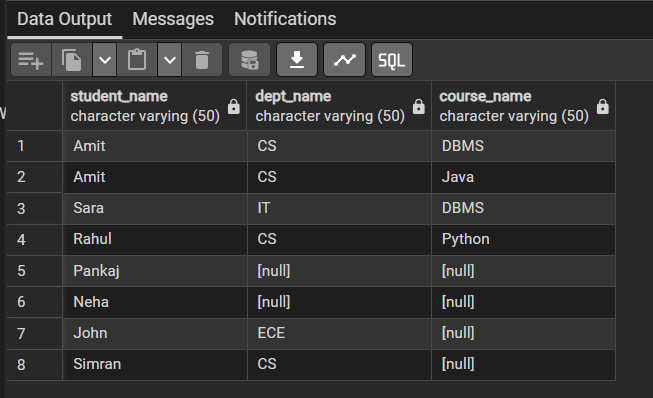 Data Output Messages Notifications
SQL
student_name dept_name course_name
character varying (50) character varying (50) character varying (50)
1 Amit CS DBMS
2 Amit CS Java
3 Sara IT DBMS
4 Rahul CS Python
5 Pankaj [null] [null]
6 Neha [null] [null]
7 John ECE [null]
8 Simran CS [null]